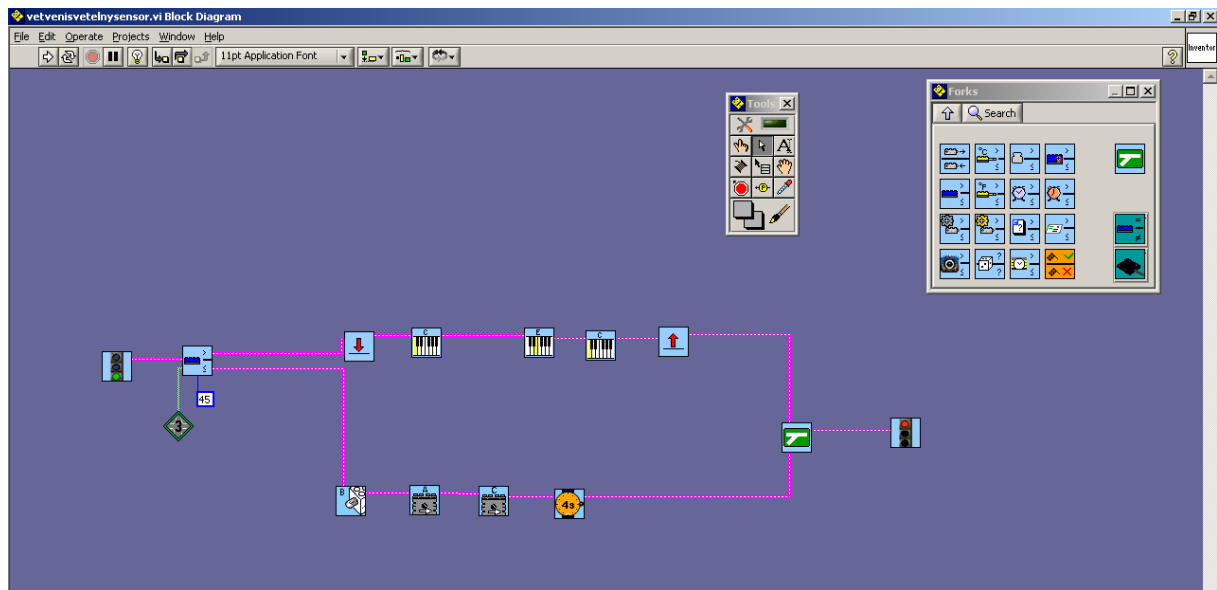 vetvenisvetelnysensor.vi Block Diagram
File Edit Operate Projects Window Help
11pt Application Font
Inventor
Tools
Forks
Search
°C
°F
C
E
C
45
3
B
A
C
4s